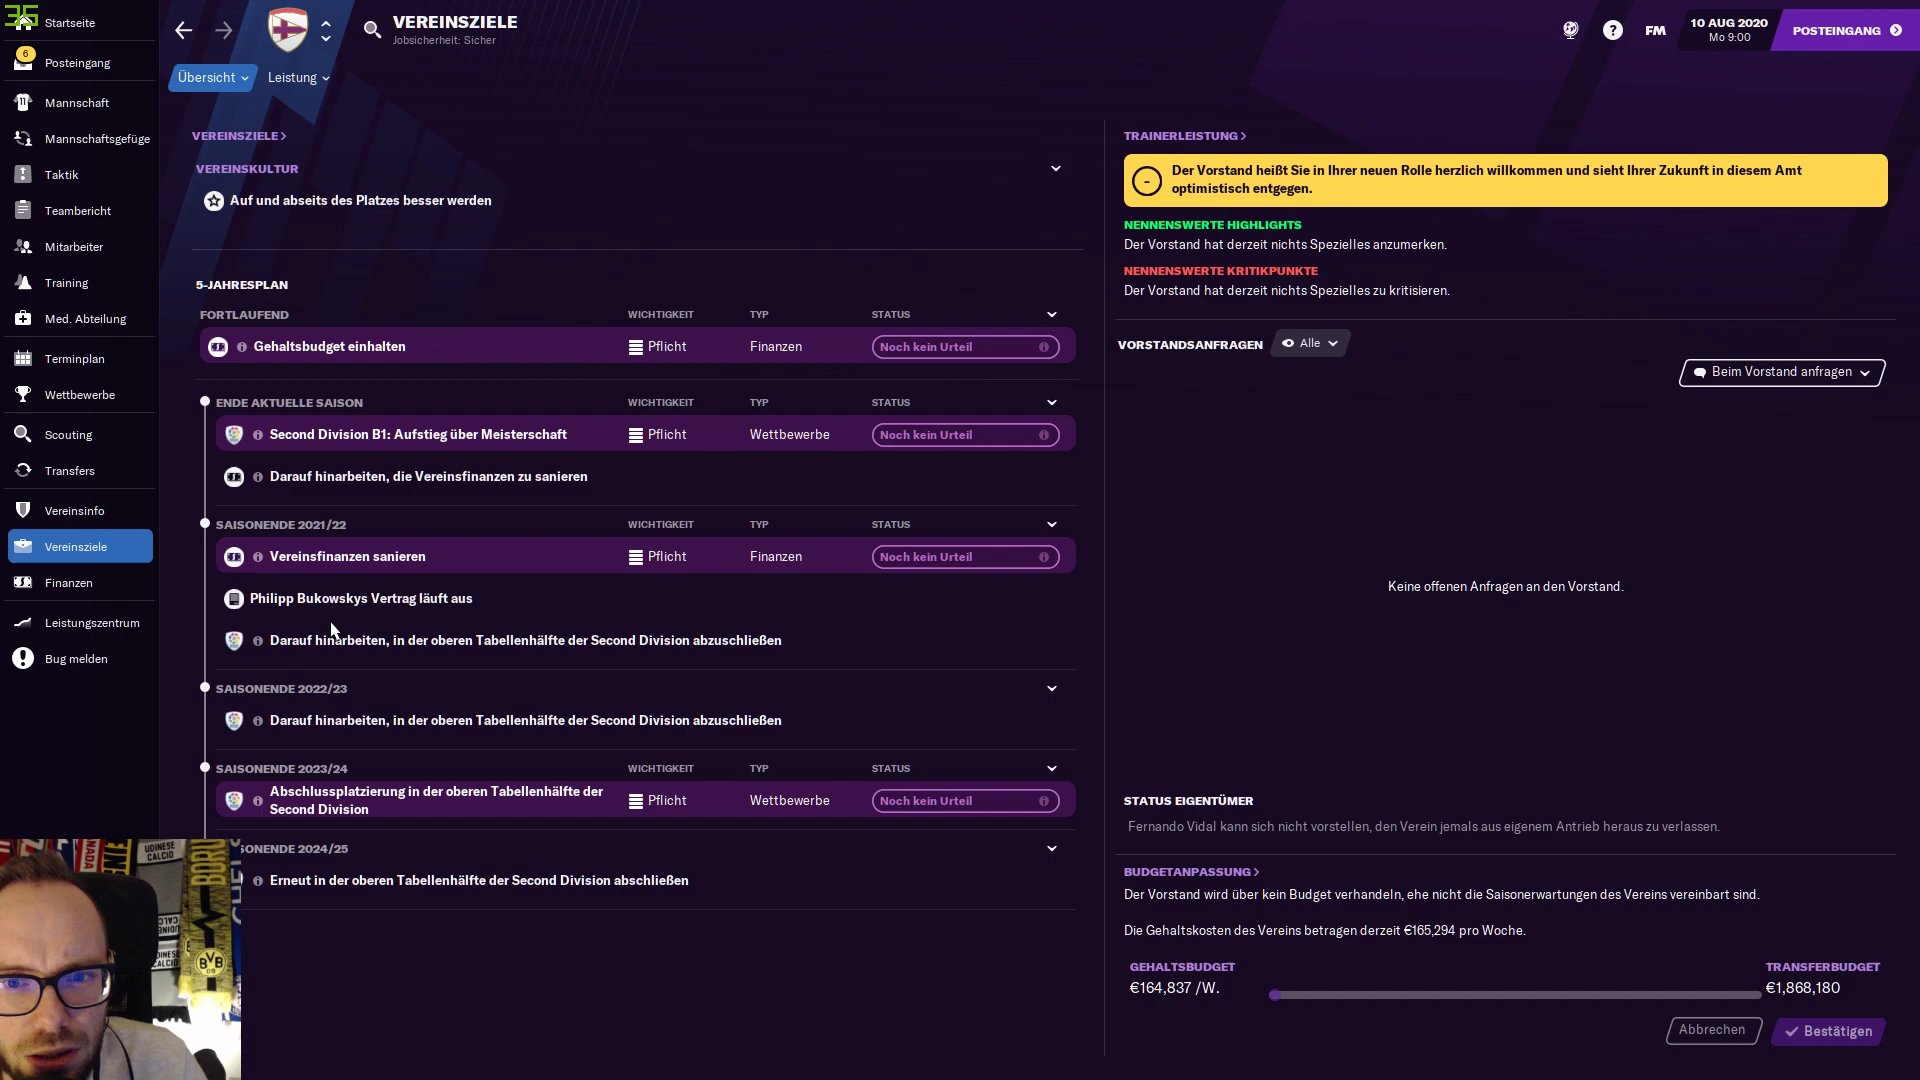 36
Startseite
6
Posteingang
Mannschaft
Mannschaftsgefüge
Taktik
Teambericht
Mitarbeiter
Training
Med. Abteilung
Terminplan
Wettbewerbe
Scouting
Transfers
Vereinsinfo
Vereinsziele
Finanzen
Leistungszentrum
Bug melden
VEREINSZIELE
Jobsicherheit: Sicher
FM
10 AUG 2020
Mo 9:00
POSTEINGANG
Übersicht
Leistung
VEREINSZIELE
VEREINSKULTUR
Auf und abseits des Platzes besser werden
5-JAHRESPLAN
FORTLAUFEND WICHTIGKEIT TYP STATUS
Gehaltsbudget einhalten Pflicht Finanzen Noch kein Urteil
ENDE AKTUELLE SAISON WICHTIGKEIT TYP STATUS
Second Division B1: Aufstieg über Meisterschaft Pflicht Wettbewerbe Noch kein Urteil
Darauf hinarbeiten, die Vereinsfinanzen zu sanieren
SAISONENDE 2021/22 WICHTIGKEIT TYP STATUS
Vereinsfinanzen sanieren Pflicht Finanzen Noch kein Urteil
Philipp Bukowskys Vertrag läuft aus
Darauf hinarbeiten, in der oberen Tabellenhälfte der Second Division abzuschließen
SAISONENDE 2022/23
Darauf hinarbeiten, in der oberen Tabellenhälfte der Second Division abzuschließen
SAISONENDE 2023/24 WICHTIGKEIT TYP STATUS
Abschlussplatzierung in der oberen Tabellenhälfte der
Second Division Pflicht Wettbewerbe Noch kein Urteil
SONENDE 2024/25
Erneut in der oberen Tabellenhälfte der Second Division abschließen
TRAINERLEISTUNG
Der Vorstand heißt Sie in Ihrer neuen Rolle herzlich willkommen und sieht Ihrer Zukunft in diesem Amt
optimistisch entgegen.
NENNENSWERTE HIGHLIGHTS
Der Vorstand hat derzeit nichts Spezielles anzumerken.
NENNENSWERTE KRITIKPUNKTE
Der Vorstand hat derzeit nichts Spezielles zu kritisieren.
VORSTANDSANFRAGEN Alle
Beim Vorstand anfragen
Keine offenen Anfragen an den Vorstand.
STATUS EIGENTÜMER
Fernando Vidal kann sich nicht vorstellen, den Verein jemals aus eigenem Antrieb heraus zu verlassen.
BUDGETANPASSUNG
Der Vorstand wird über kein Budget verhandeln, ehe nicht die Saisonerwartungen des Vereins vereinbart sind.
Die Gehaltskosten des Vereins betragen derzeit €165,294 pro Woche.
GEHALTSBUDGET TRANSFERBUDGET
€164,837 /W. €1,868,180
Abbrechen Bestätigen
UDINESE
CALCIO
BORU
BVB
09